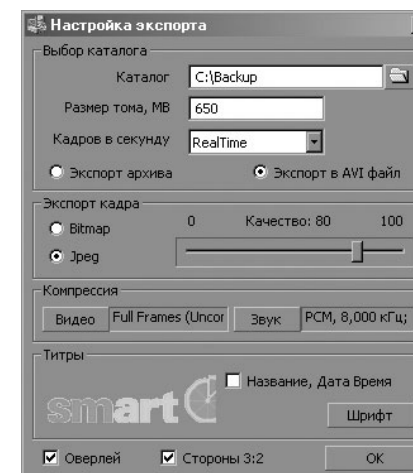 Настройка экспорта
Выбор каталога
Каталог C:\Backup
Размер тома, MB 650
Кадров в секунду RealTime
Экспорт архива Экспорт в AVI файл
Экспорт кадра
Bitmap 0 Качество: 80 100
Jpeg
Компрессия
Видео Full Frames (Uncor Звук PCM, 8,000 кГц;
Титры
Название, Дата Время
smart
Шрифт
Оверлей Стороны 3:2 OK